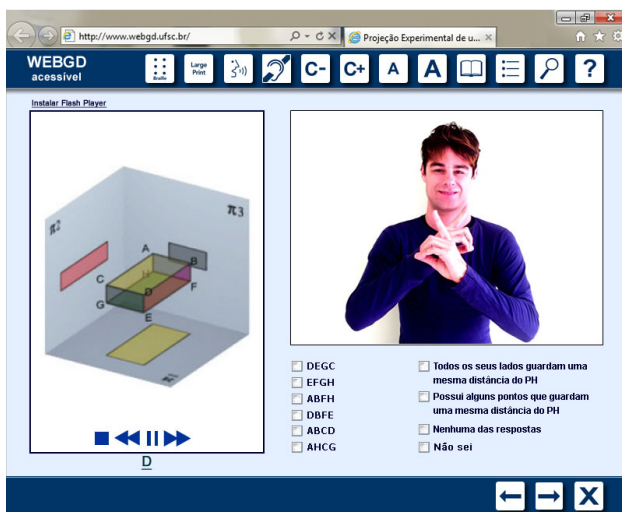 http://www.webgd.ufsc.br/
Projeção Experimental de u...
WEBGD
acessível
Braille
Large
Print
C-
C+
A
A
?
Instalar Flash Player
π2
π3
A
B
C
H
D
F
G
E
D
DEGC
EFGH
ABFH
DBFE
ABCD
AHCG
Todos os seus lados guardam uma
mesma distância do PH
Possui alguns pontos que guardam
uma mesma distância do PH
Nenhuma das respostas
Não sei
X